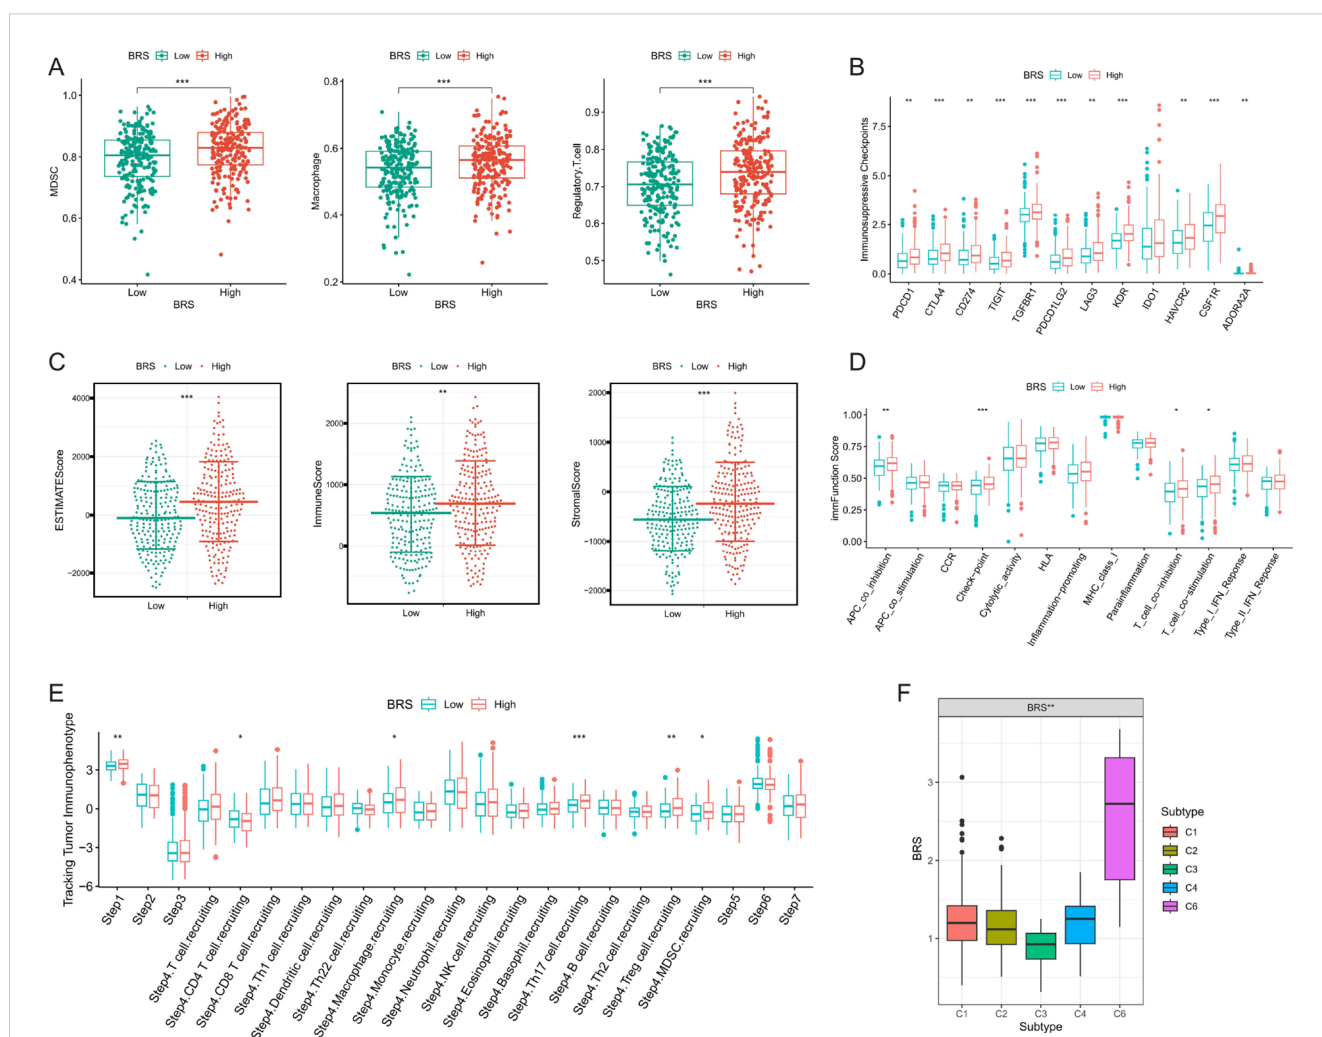 A
BRS Low High
MDSC
1.0
0.8
0.6
0.4
***
Low High
BRS
BRS Low High
Macrophage
0.8
0.6
0.4
0.2
***
Low High
BRS
BRS Low High
Regulatory.T.cell
0.9
0.8
0.7
0.6
0.5
***
Low High
BRS
B
BRS Low High
Immunosuppressive Checkpoints
7.5
5.0
2.5
0.0
** *** ** *** *** *** ** *** ** *** **
PDCD1
CTLA4
CD274
TIGIT
TGFBR1
PDCD1LG2
LAG3
KDR
IDO1
HAVCR2
CSF1R
ADORA2A
C
BRS Low High
ESTIMATEScore
4000
2000
0
−2000
***
Low High
BRS Low High
ImmuneScore
2000
1000
0
**
Low High
BRS Low High
StromalScore
2000
1000
0
−1000
−2000
***
Low High
D
BRS Low High
immFunction Score
1.00
0.75
0.50
0.25
0.00
** *** * *
APC_co_inhibition
APC_co_stimulation
CCR
Check−point
Cytolytic_activity
HLA
Inflammation−promoting
MHC_class_I
Parainflammation
T_cell_co−inhibition
T_cell_co−stimulation
Type_I_IFN_Reponse
Type_II_IFN_Reponse
E
BRS Low High
Tracking Tumor Immunophenotype
3
0
−3
−6
** * * *** ** *
Step1
Step2
Step3
Step4.T cell.recruiting
Step4.CD4 T cell.recruiting
Step4.CD8 T cell.recruiting
Step4.Th1 cell.recruiting
Step4.Dendritic cell.recruiting
Step4.Th22 cell.recruiting
Step4.Macrophage.recruiting
Step4.Monocyte.recruiting
Step4.Neutrophil.recruiting
Step4.NK cell.recruiting
Step4.Eosinophil.recruiting
Step4.Basophil.recruiting
Step4.Th17 cell.recruiting
Step4.B cell.recruiting
Step4.Th2 cell.recruiting
Step4.Treg cell.recruiting
Step4.MDSC.recruiting
Step5
Step6
Step7
F
BRS**
BRS
3
2
1
C1 C2 C3 C4 C6
Subtype
Subtype
C1
C2
C3
C4
C6